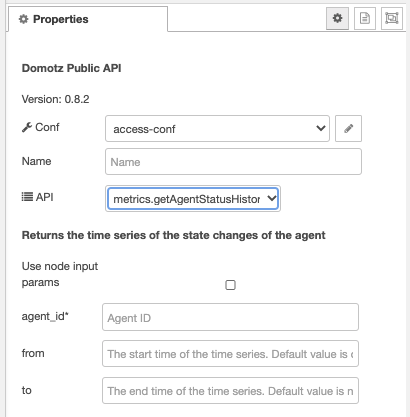 Properties
Domotz Public API
Version: 0.8.2
Conf
access-conf
Name
Name
API
metrics.getAgentStatusHistor
Returns the time series of the state changes of the agent
Use node input
params
agent_id*
Agent ID
from
The start time of the time series. Default value is
to
The end time of the time series. Default value is n